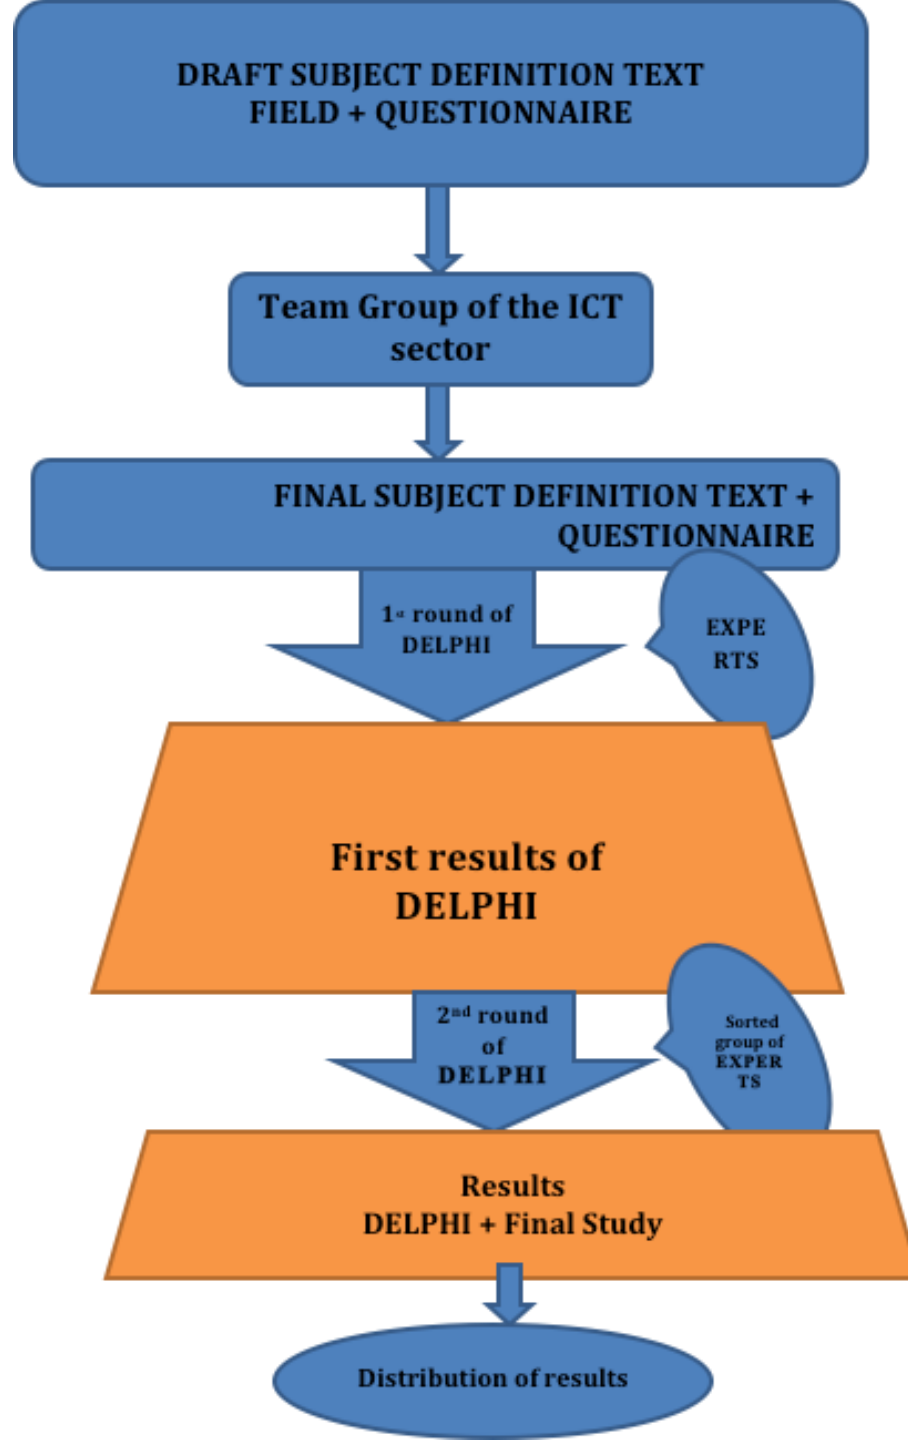 DRAFT SUBJECT DEFINITION TEXT
FIELD + QUESTIONNAIRE
Team Group of the ICT
sector
FINAL SUBJECT DEFINITION TEXT +
QUESTIONNAIRE
1st round of
DELPHI
EXPE
RTS
First results of
DELPHI
2nd round
of
DELPHI
Sorted
group of
EXPER
TS
Results
DELPHI + Final Study
Distribution of results